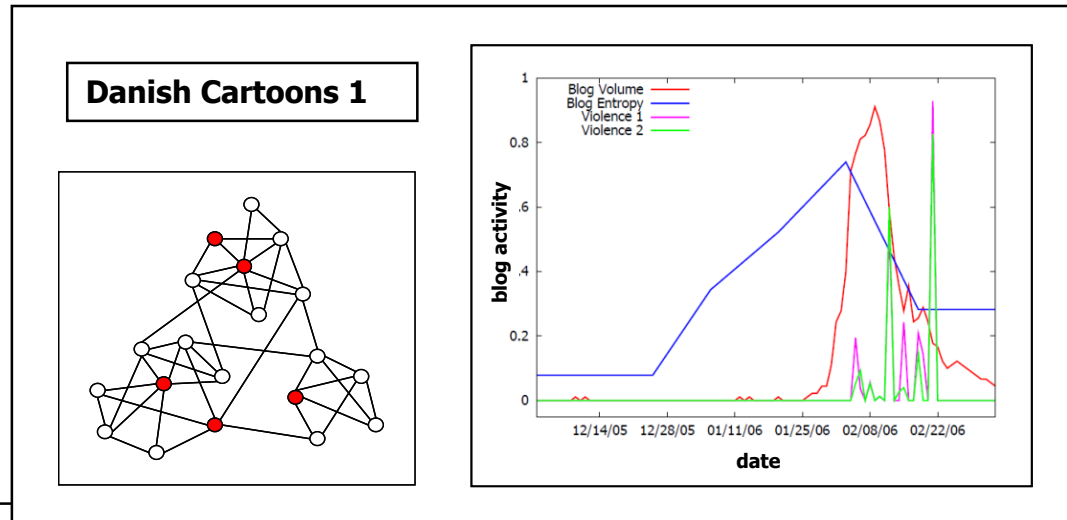 Danish Cartoons 1
Blog Volume
Blog Entropy
Violence 1
Violence 2
1
0.8
.6
.4
0.2
0
blog activity
12/14/05 12/28/05 01/11/06 01/25/06 02/08/06 02/22/06
date